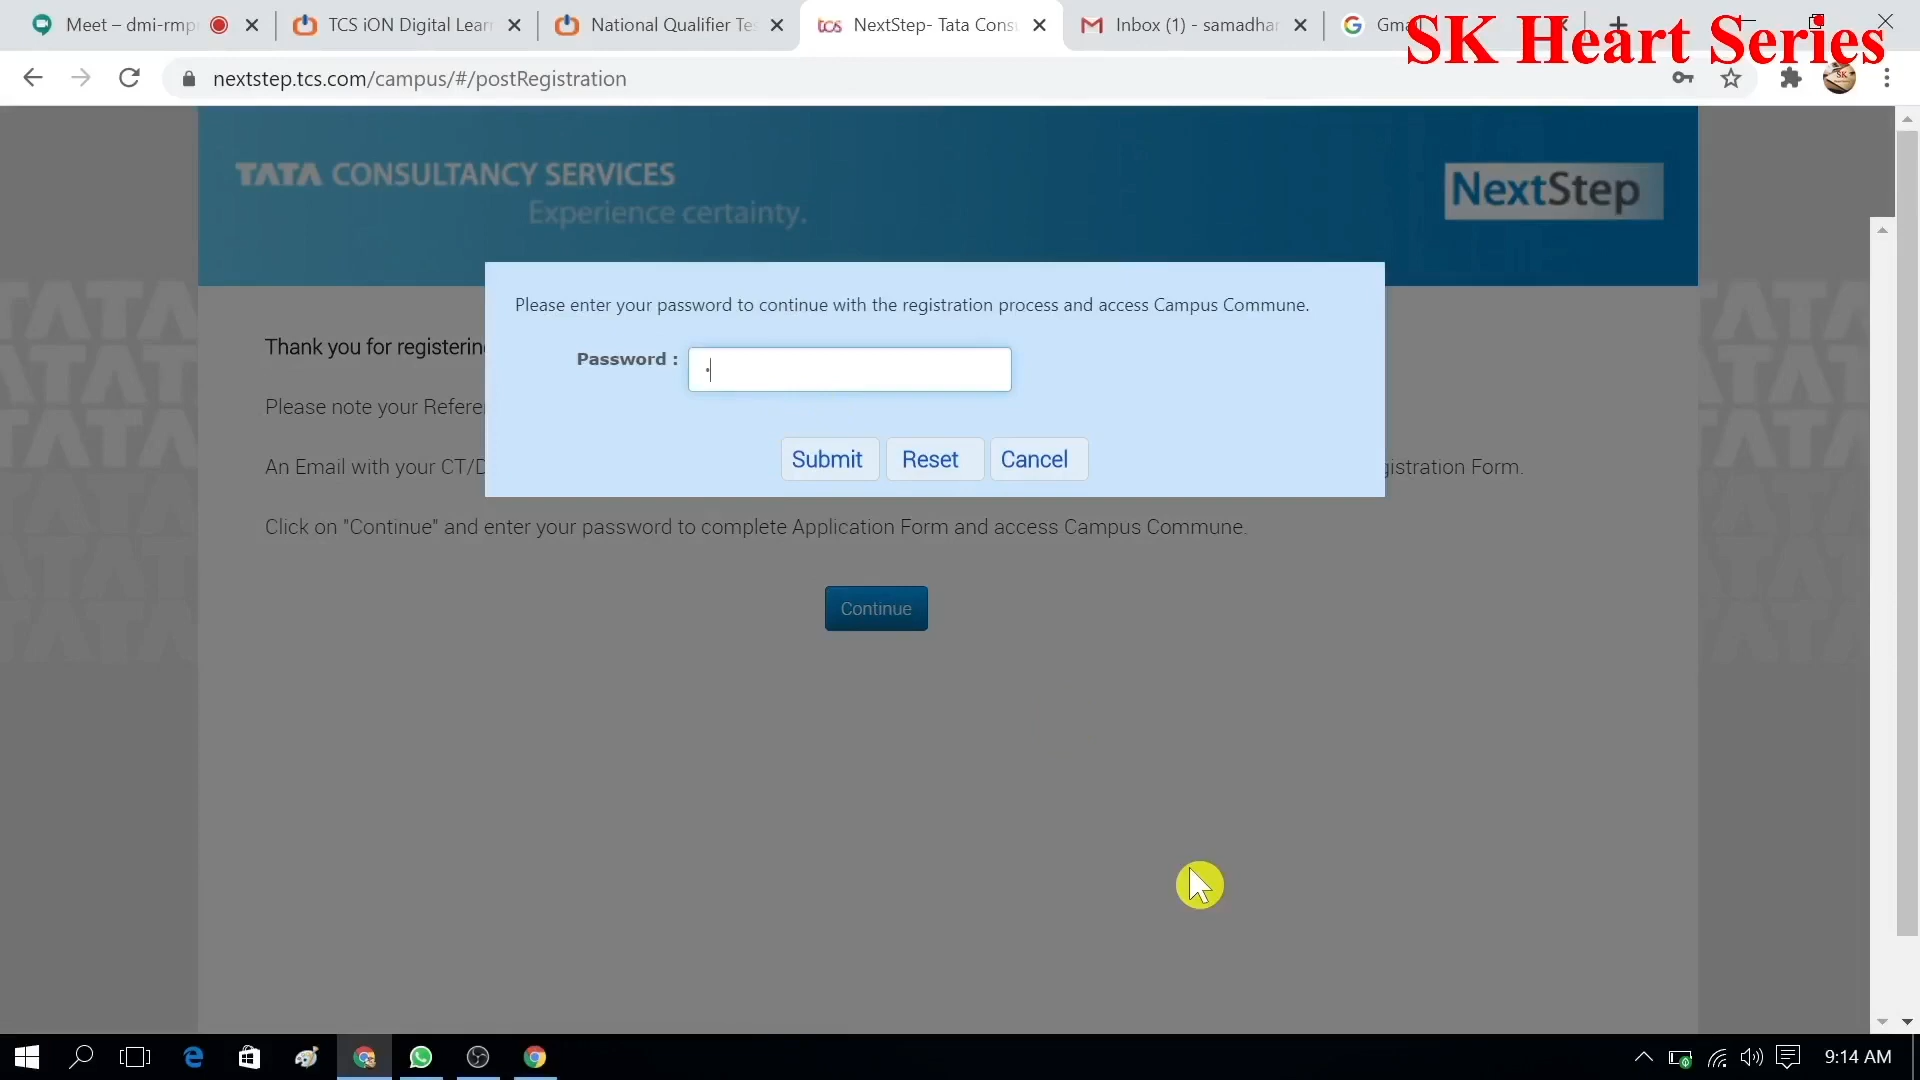 Meet – dmi-rmp
TCS iON Digital Lear
National Qualifier Te
tcs NextStep- Tata Cons
Inbox (1) - samadha
SK Heart Series
nextstep.tcs.com/campus/#/postRegistration
TATA CONSULTANCY SERVICES
Experience certainty.
NextStep
Please enter your password to continue with the registration process and access Campus Commune.
Thank you for registering
Password :
Please note your Refere
Submit Reset Cancel
An Email with your CT/D
gistration Form.
Click on "Continue" and enter your password to complete Application Form and access Campus Commune.
Continue
9:14 AM